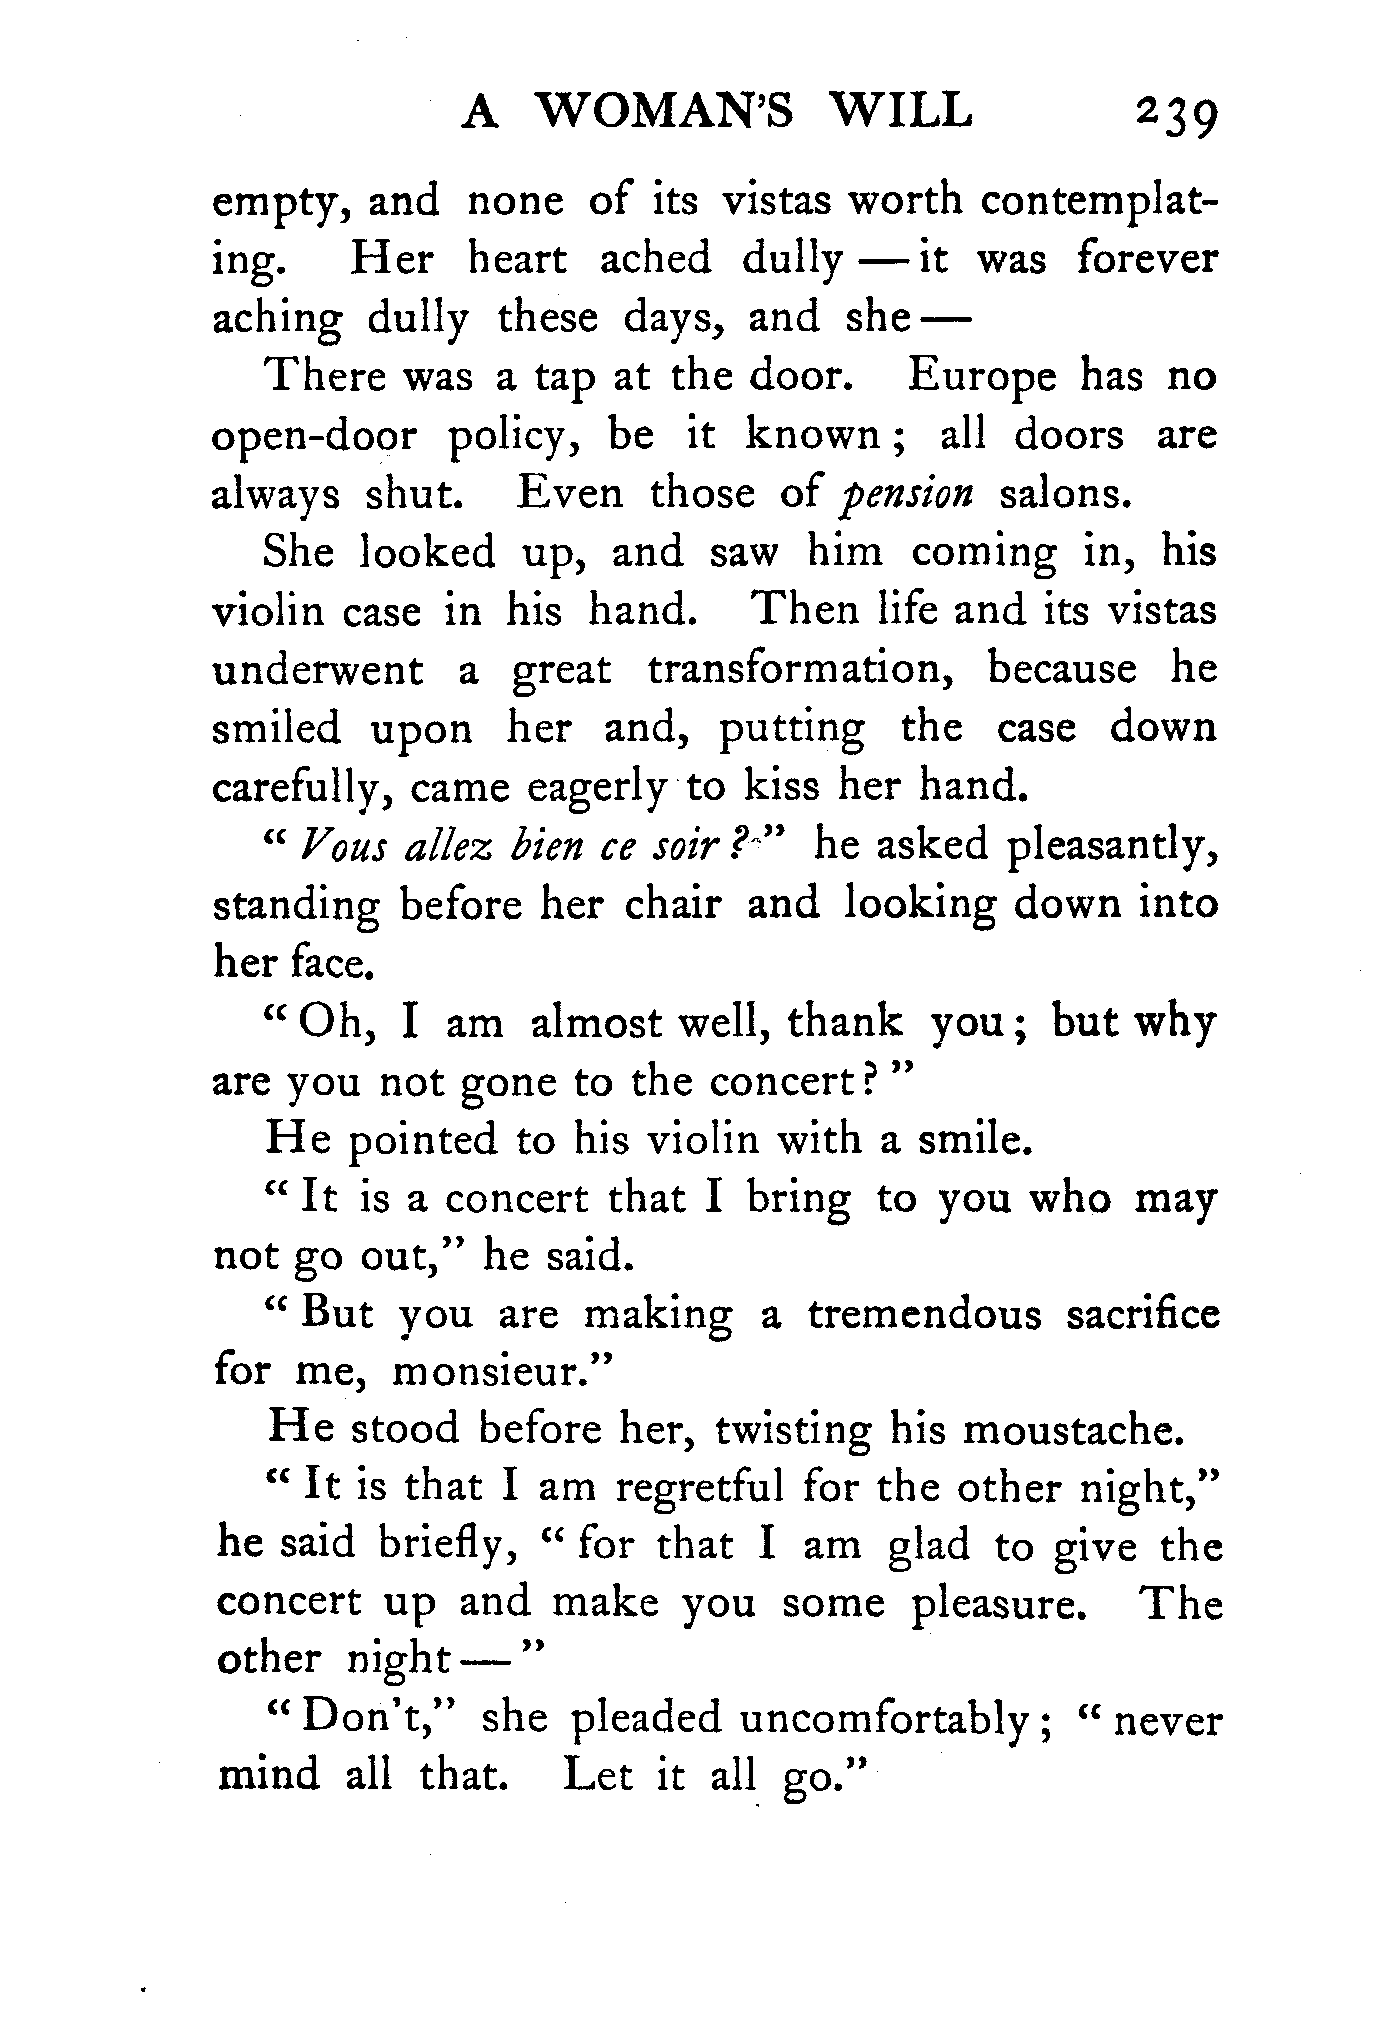 A WOMAN'S WILL 239
empty, and none of its vistas worth contemplat-
ing. Her heart ached dully — it was forever
aching dully these days, and she —
There was a tap at the door. Europe has no
open-door policy, be it known ; all doors are
always shut. Even those of pension salons.
She looked up, and saw him coming in, his
violin case in his hand. Then life and its vistas
underwent a great transformation, because he
smiled upon her and, putting the case down
carefully, came eagerly to kiss her hand.
“ Vous allez bien ce soir ?” he asked pleasantly,
standing before her chair and looking down into
her face.
“ Oh, I am almost well, thank you ; but why
are you not gone to the concert ? ”
He pointed to his violin with a smile.
“ It is a concert that I bring to you who may
not go out,” he said.
“ But you are making a tremendous sacrifice
for me, monsieur.”
He stood before her, twisting his moustache.
“ It is that I am regretful for the other night,”
he said briefly, “ for that I am glad to give the
concert up and make you some pleasure. The
other night — ”
“ Don't,” she pleaded uncomfortably ; “ never
mind all that. Let it all go.”